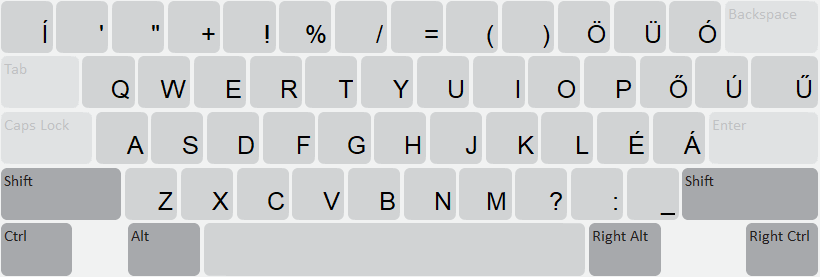 Í ' " + ! % / = ( ) Ö Ü Ó Backspace
Tab Q W E R T Y U I O P Ő Ú Ű
Caps Lock A S D F G H J K L É Á Enter
Shift Z X C V B N M ? : _ Shift
Ctrl Alt Right Alt Right Ctrl